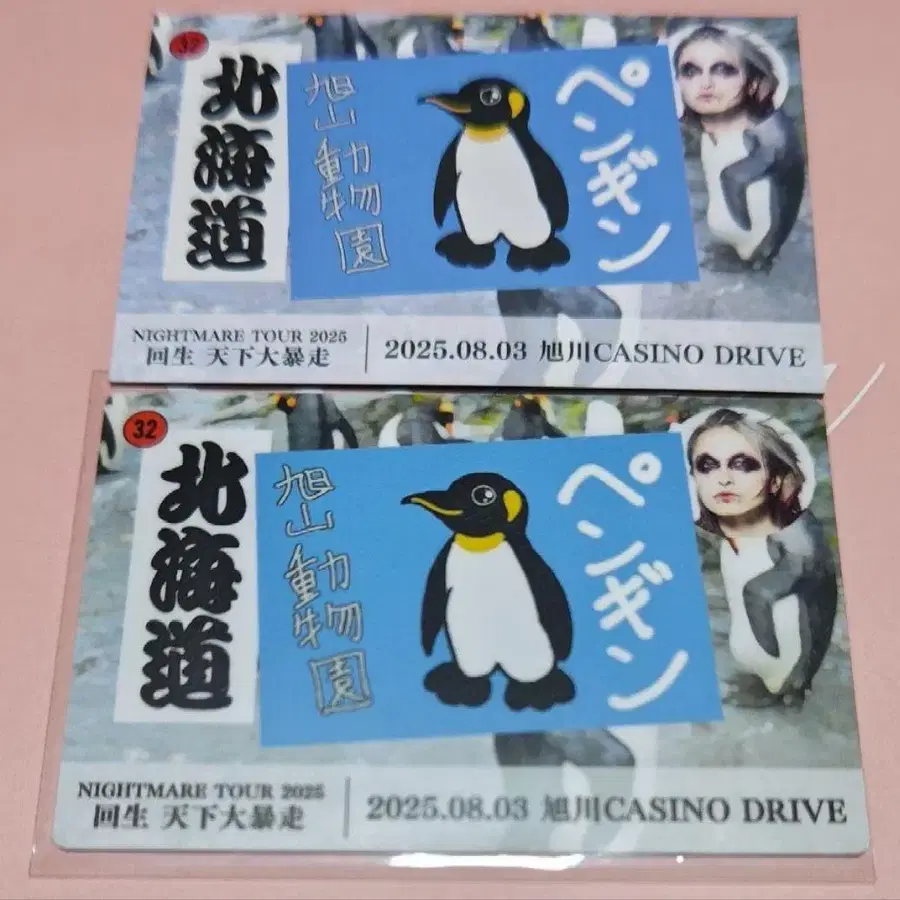 32
北海道
旭山動物園
ペンギン
NIGHTMARE TOUR 2025
回生 天下大暴走
2025.08.03 旭川CASINO DRIVE
32
北海道
旭山動物園
ペンギン
NIGHTMARE TOUR 2025
回生 天下大暴走
2025.08.03 旭川CASINO DRIVE